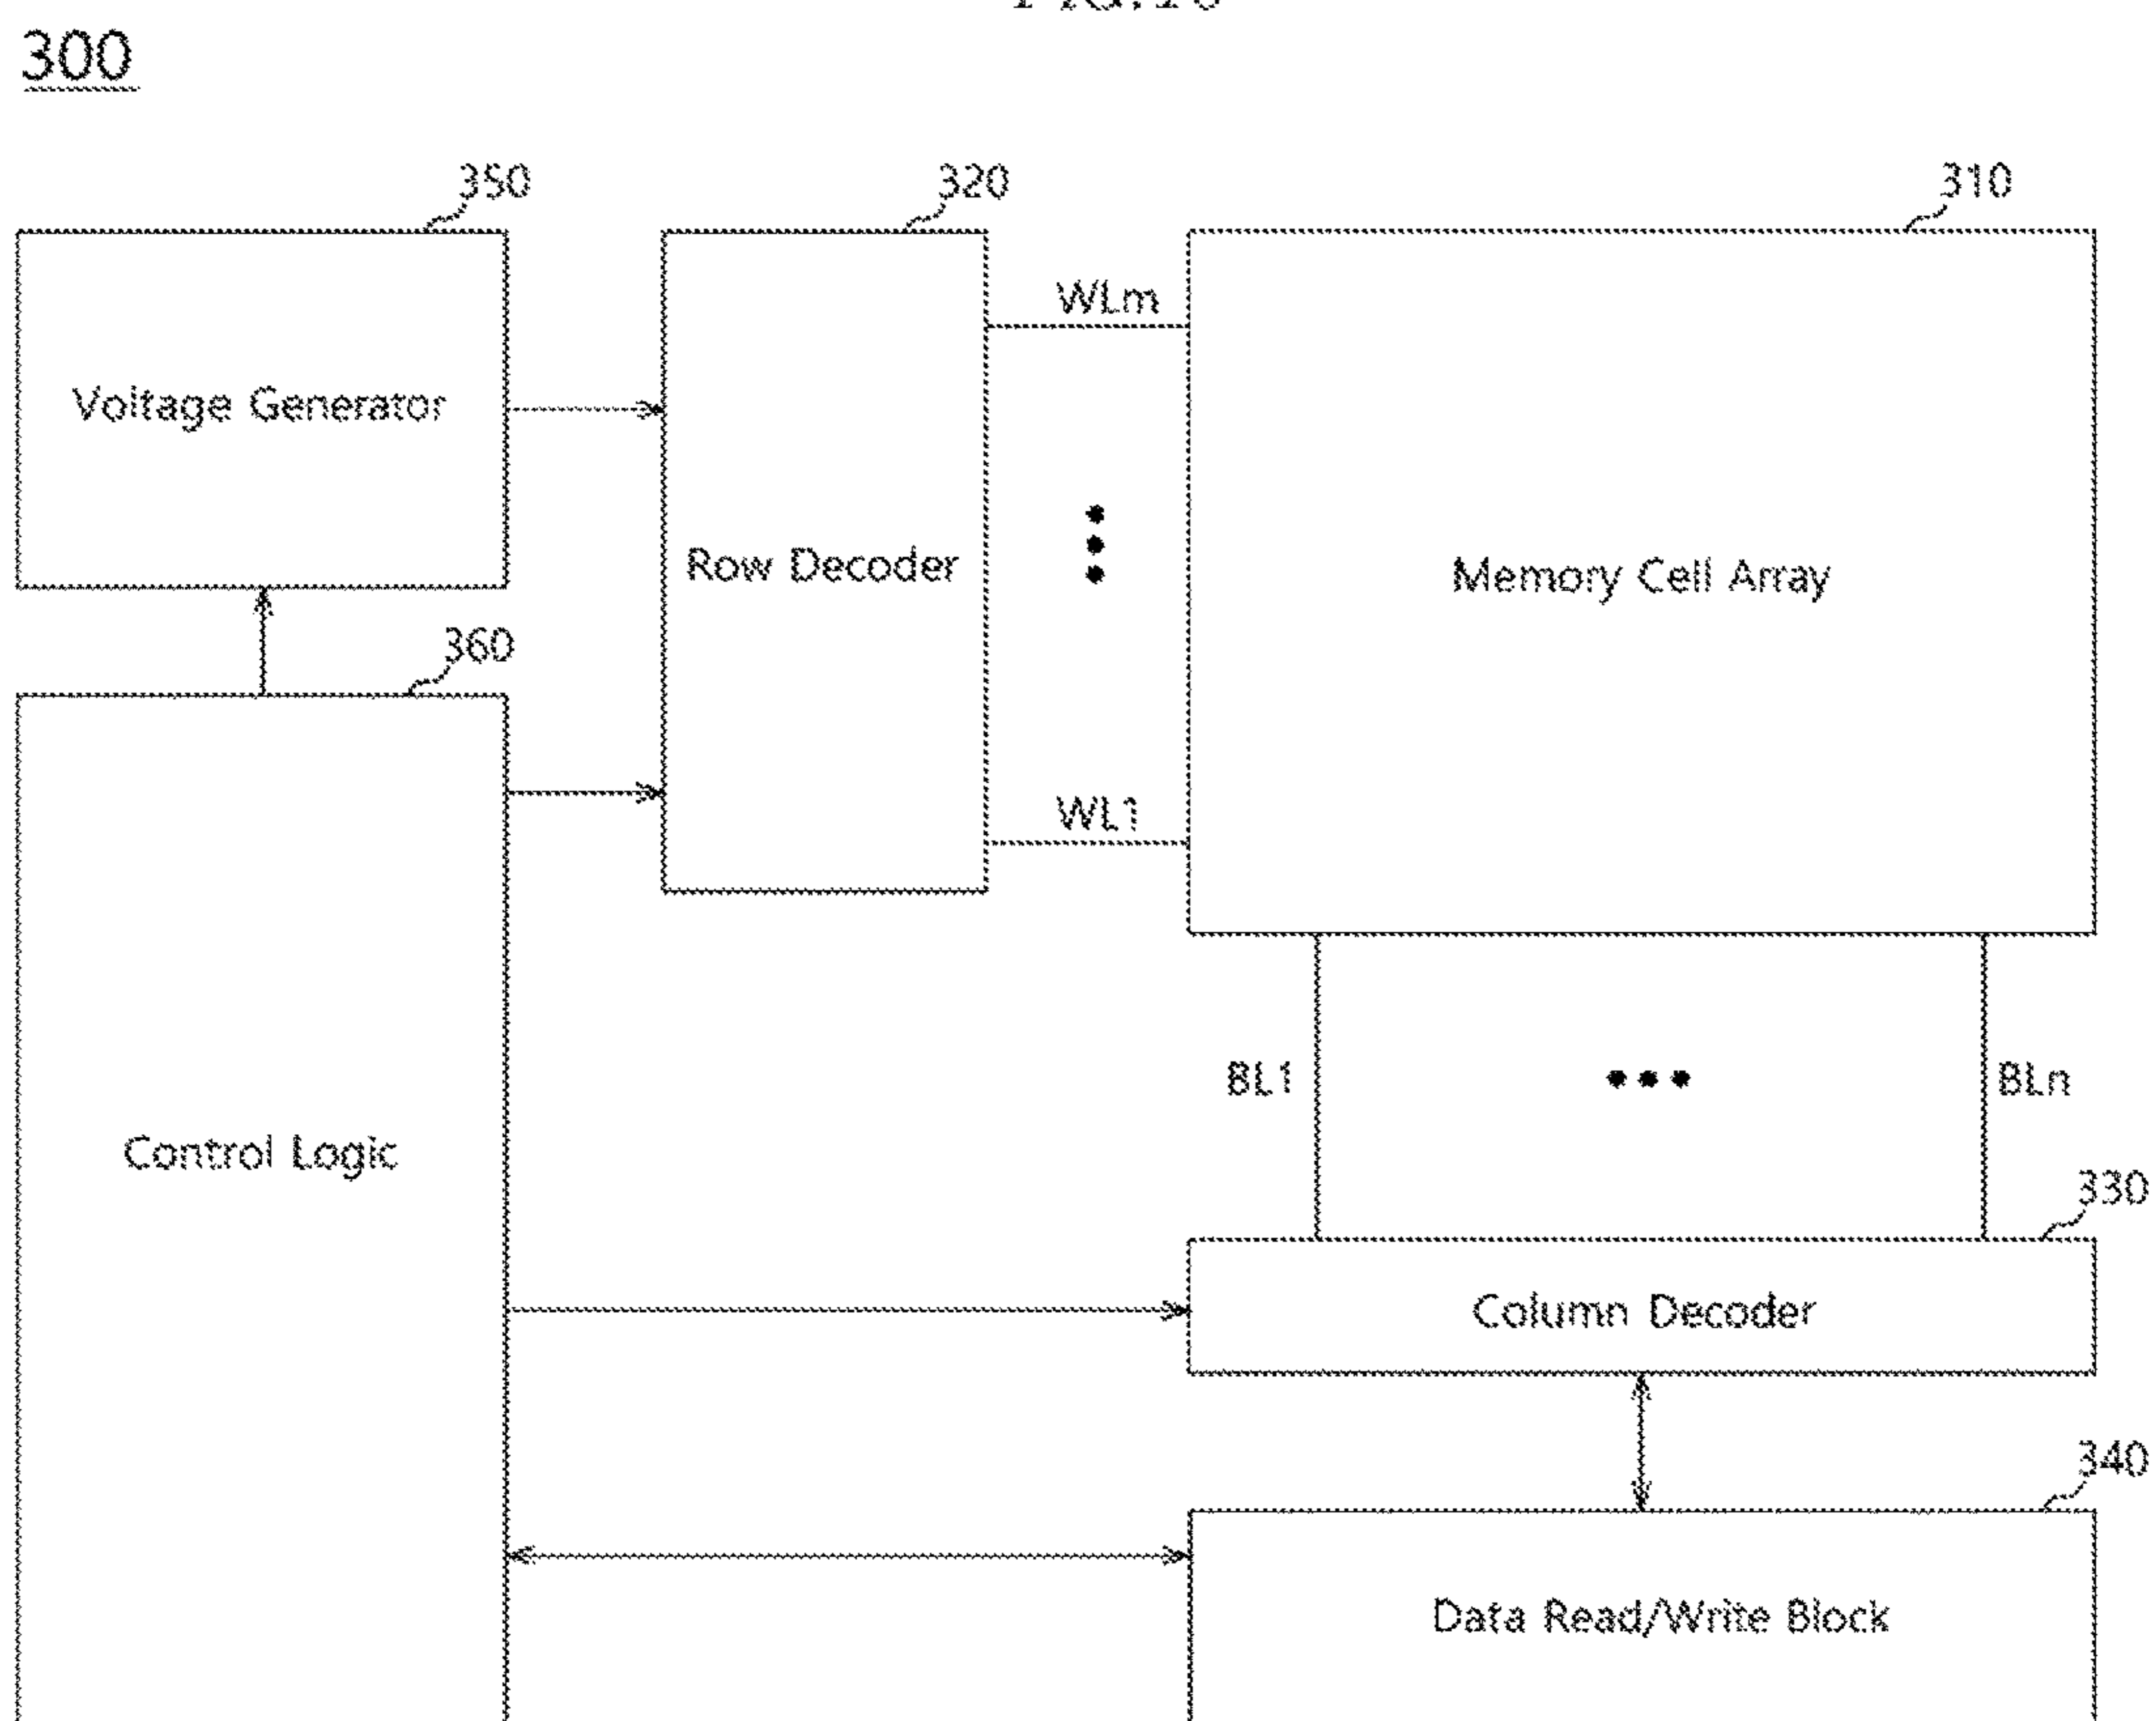 300
350
320
310
WLm
Voltage Generator
Row Decoder
Memory Cell Array
360
WL1
BL1
BLn
Control Logic
330
Column Decoder
340
Data Read/Write Block